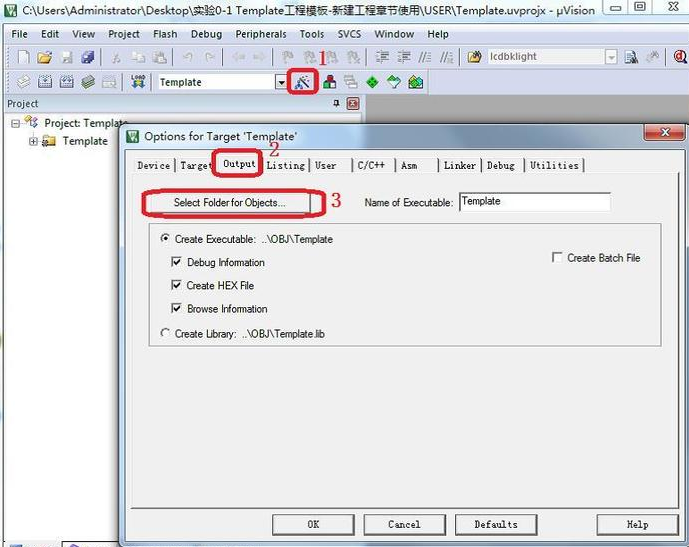 C:\Users\Administrator\Desktop\实验0-1 Template工程模板-新建工程章节使用\USER\Template.uvprojx - µVision
File Edit View Project Flash Debug Peripherals Tools SVCS Window Help
1
lcdbklight
LOAD
Template
Project
Project: Template
Template
Options for Target 'Template'
2
Device Target Output Listing User C/C++ Asm Linker Debug Utilities
Select Folder for Objects...
3
Name of Executable: Template
Create Executable: ..\OBJ\Template
Debug Information
Create Batch File
Create HEX File
Browse Information
Create Library: ..\OBJ\Template.lib
OK Cancel Defaults Help